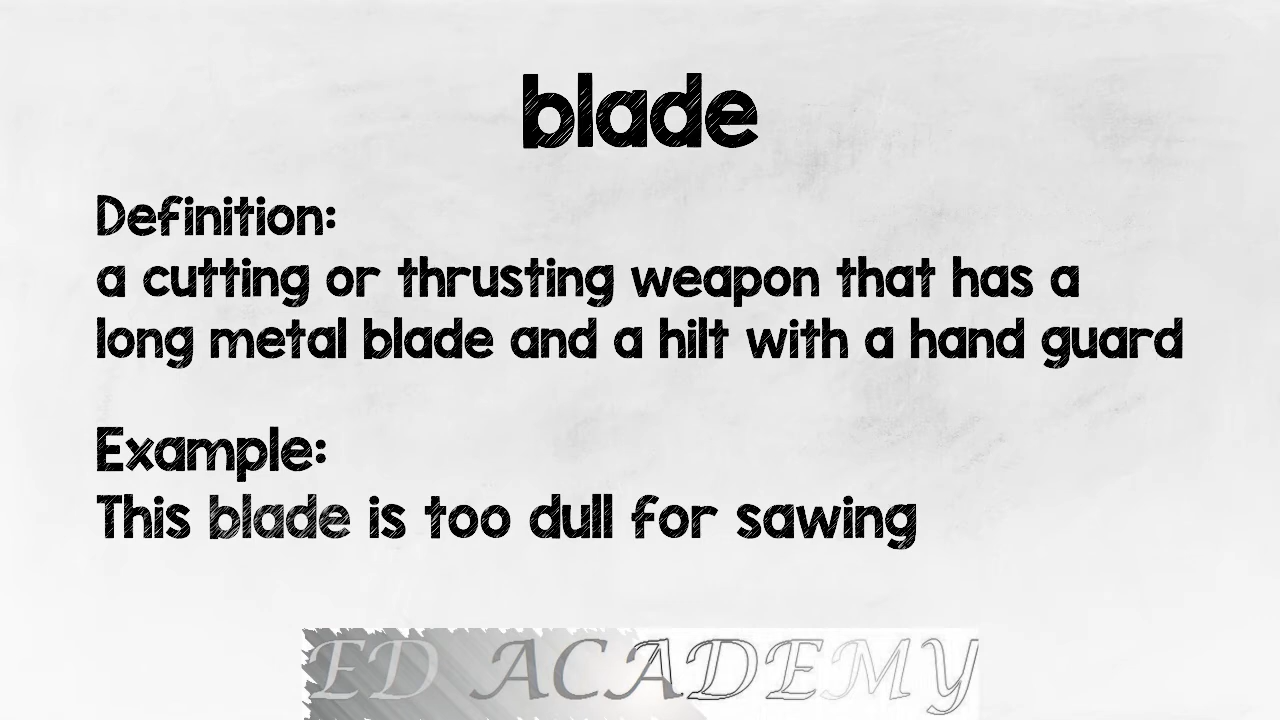 blade
Definition:
a cutting or thrusting weapon that has a
long metal blade and a hilt with a hand guard
Example:
This blade is too dull for sawing
ED ACADEMY